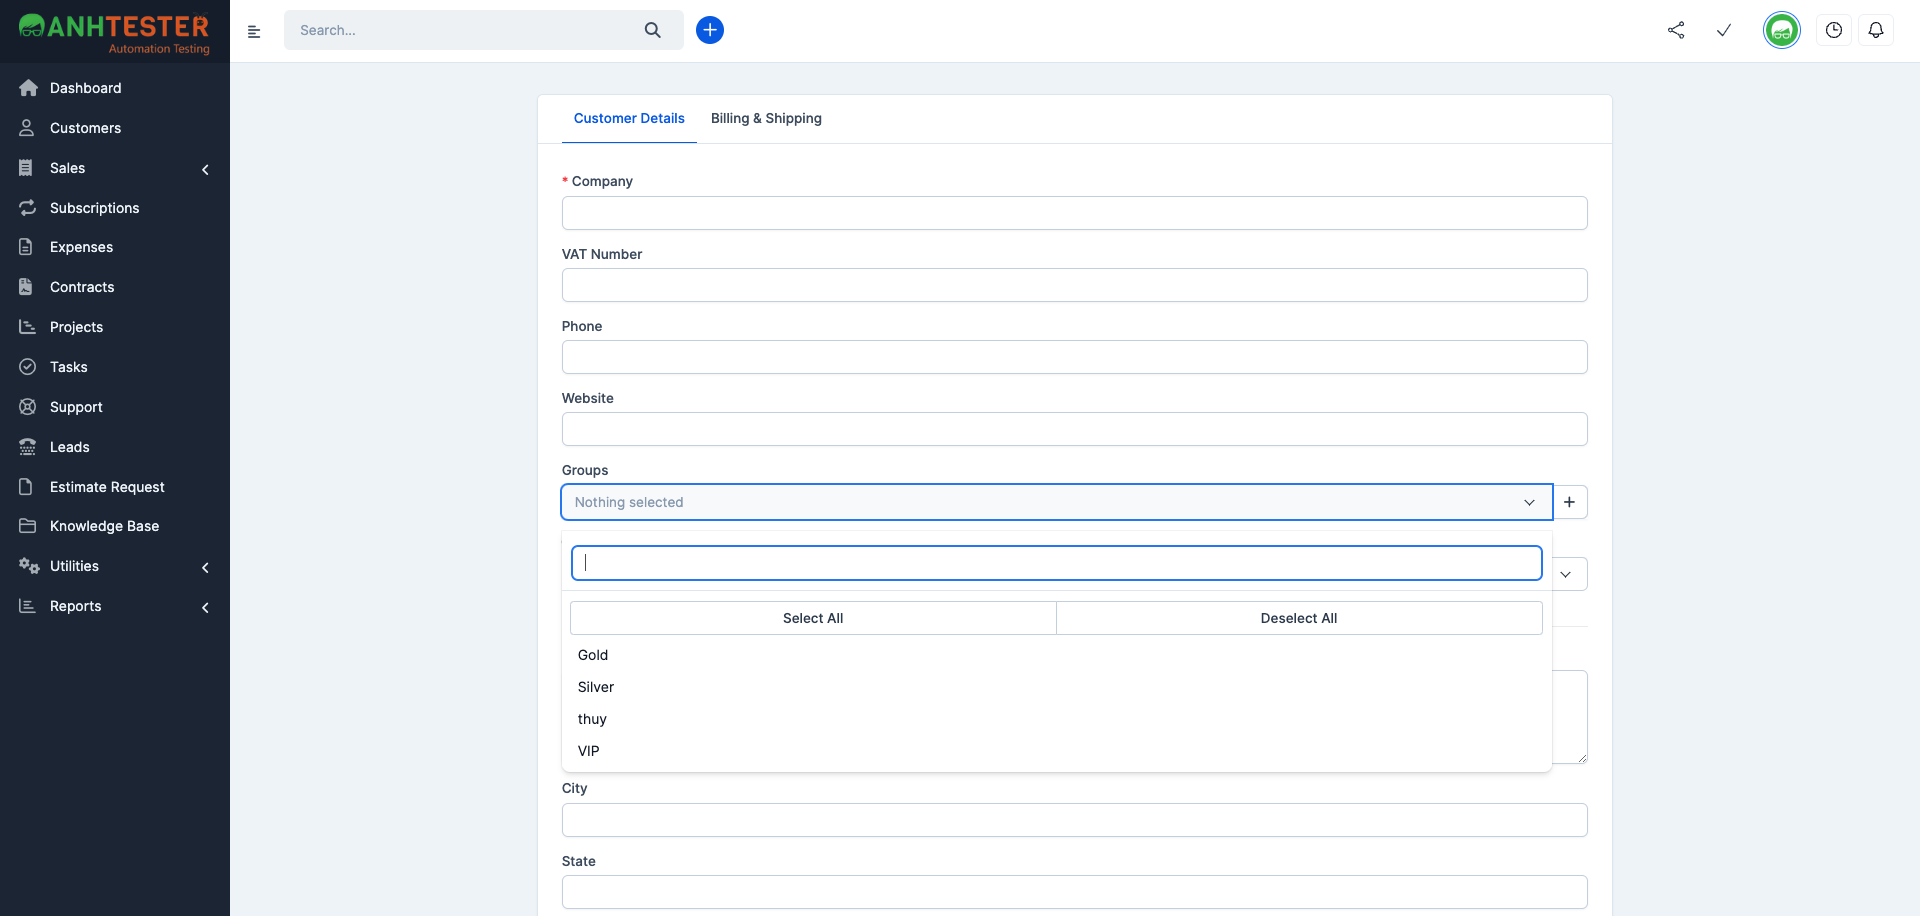 ANHTESTER
Automation Testing
Search...
Dashboard
Customers
Sales
Subscriptions
Expenses
Contracts
Projects
Tasks
Support
Leads
Estimate Request
Knowledge Base
Utilities
Reports
Customer Details
Billing & Shipping
* Company
VAT Number
Phone
Website
Groups
Nothing selected
Select All
Deselect All
Gold
Silver
thuy
VIP
City
State